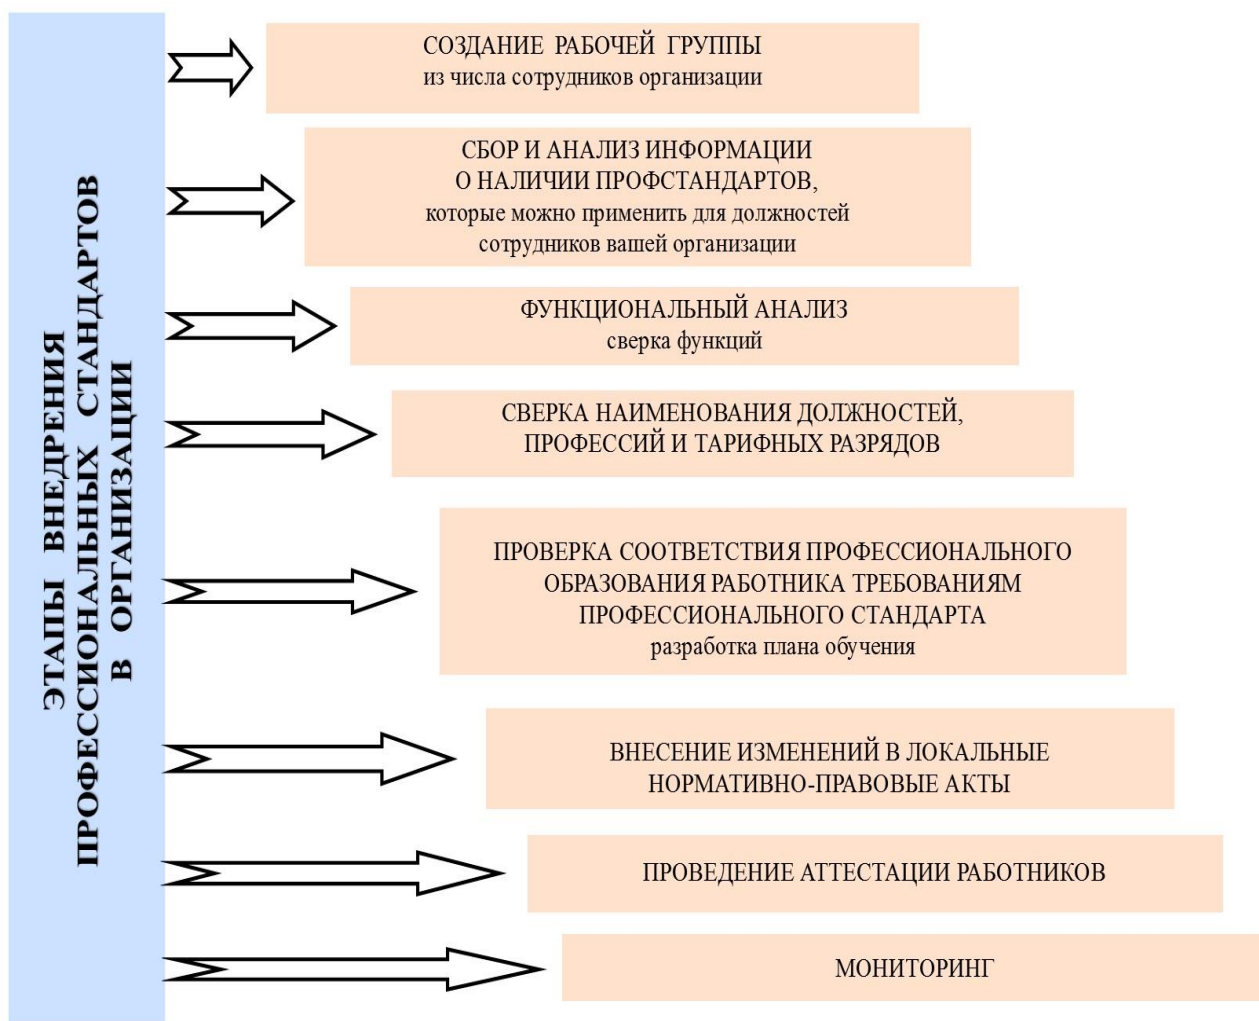 ЭТАПЫ ВНЕДРЕНИЯ
ПРОФЕССИОНАЛЬНЫХ СТАНДАРТОВ
В ОРГАНИЗАЦИИ
СОЗДАНИЕ РАБОЧЕЙ ГРУППЫ
из числа сотрудников организации
СБОР И АНАЛИЗ ИНФОРМАЦИИ
О НАЛИЧИИ ПРОФСТАНДАРТОВ,
которые можно применить для должностей
сотрудников вашей организации
ФУНКЦИОНАЛЬНЫЙ АНАЛИЗ
сверка функций
СВЕРКА НАИМЕНОВАНИЯ ДОЛЖНОСТЕЙ,
ПРОФЕССИЙ И ТАРИФНЫХ РАЗРЯДОВ
ПРОВЕРКА СООТВЕТСТВИЯ ПРОФЕССИОНАЛЬНОГО
ОБРАЗОВАНИЯ РАБОТНИКА ТРЕБОВАНИЯМ
ПРОФЕССИОНАЛЬНОГО СТАНДАРТА
разработка плана обучения
ВНЕСЕНИЕ ИЗМЕНЕНИЙ В ЛОКАЛЬНЫЕ
НОРМАТИВНО-ПРАВОВЫЕ АКТЫ
ПРОВЕДЕНИЕ АТТЕСТАЦИИ РАБОТНИКОВ
МОНИТОРИНГ